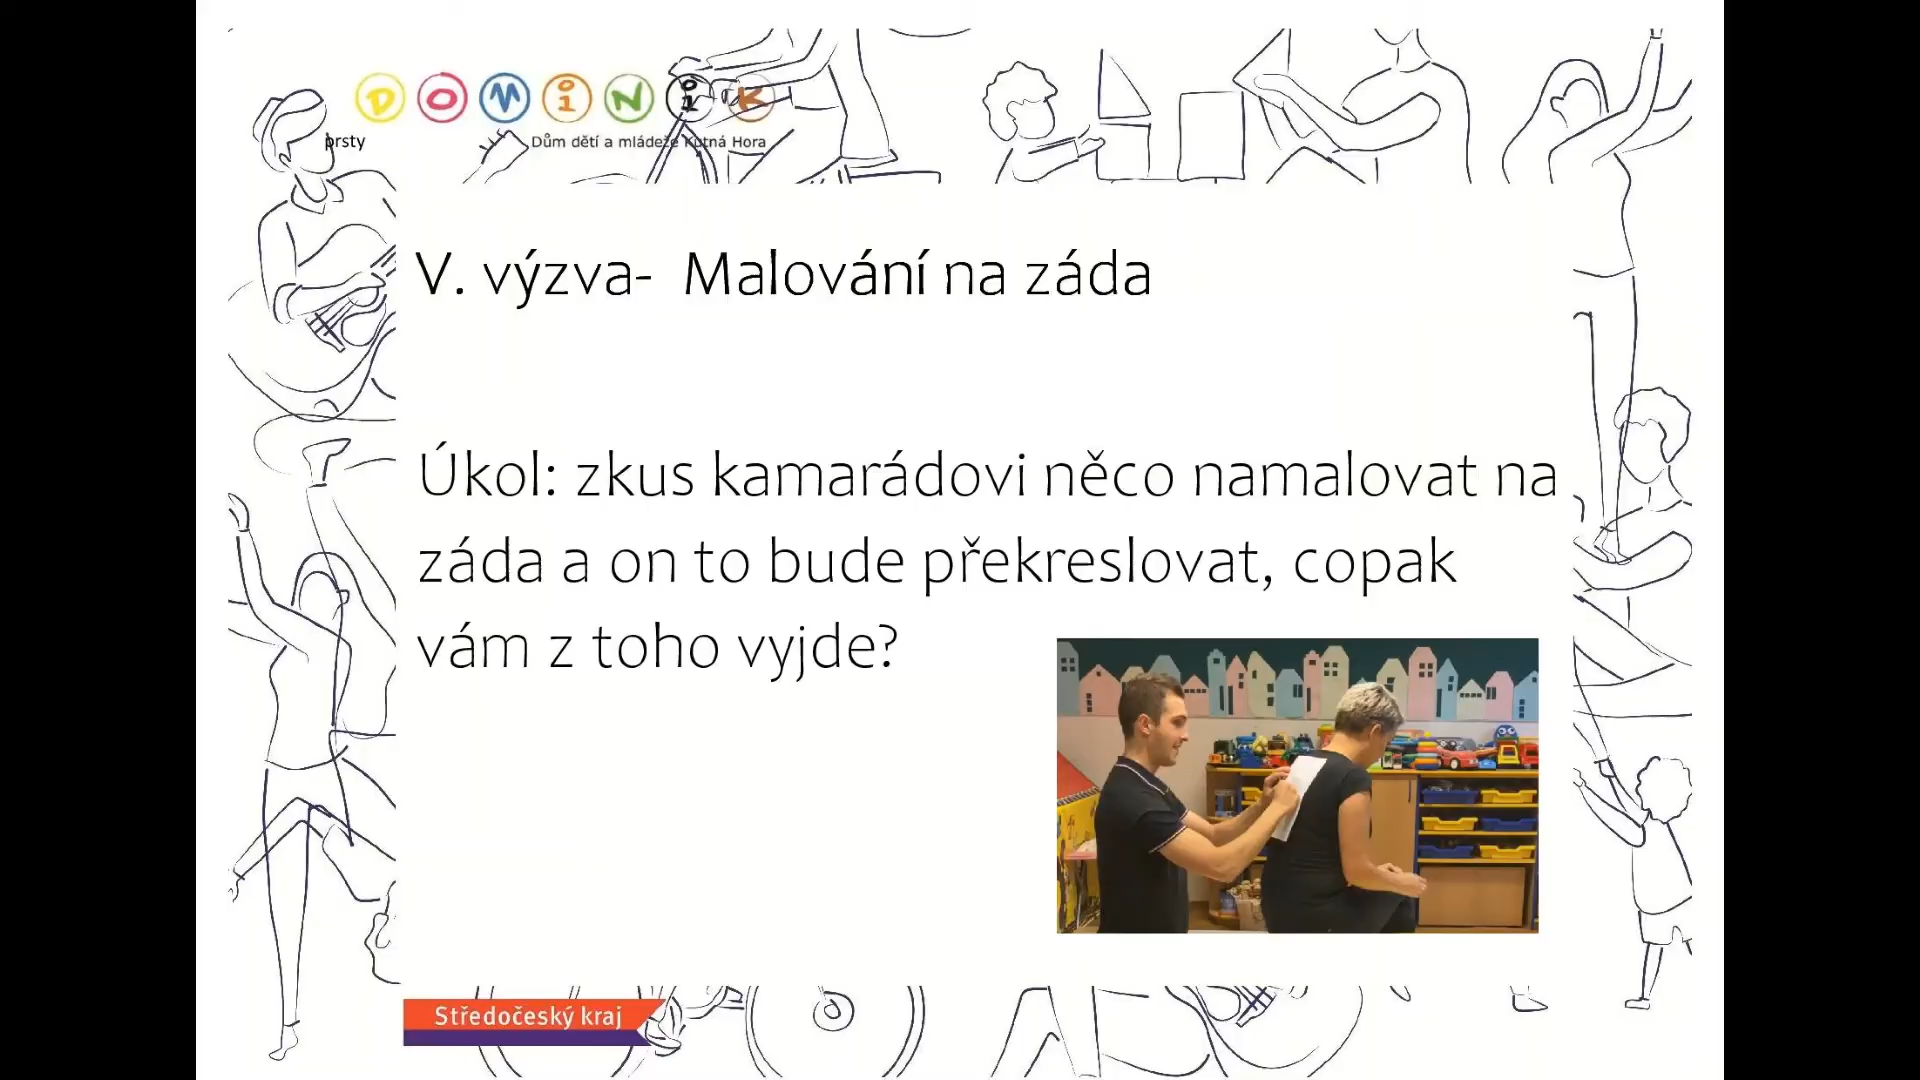 DOMiNiK
prsty
Dům dětí a mládeže Kutná Hora
V. výzva- Malování na záda
Úkol: zkus kamarádovi něco namalovat na
záda a on to bude překreslovat, copak
vám z toho vyjde?
Středočeský kraj